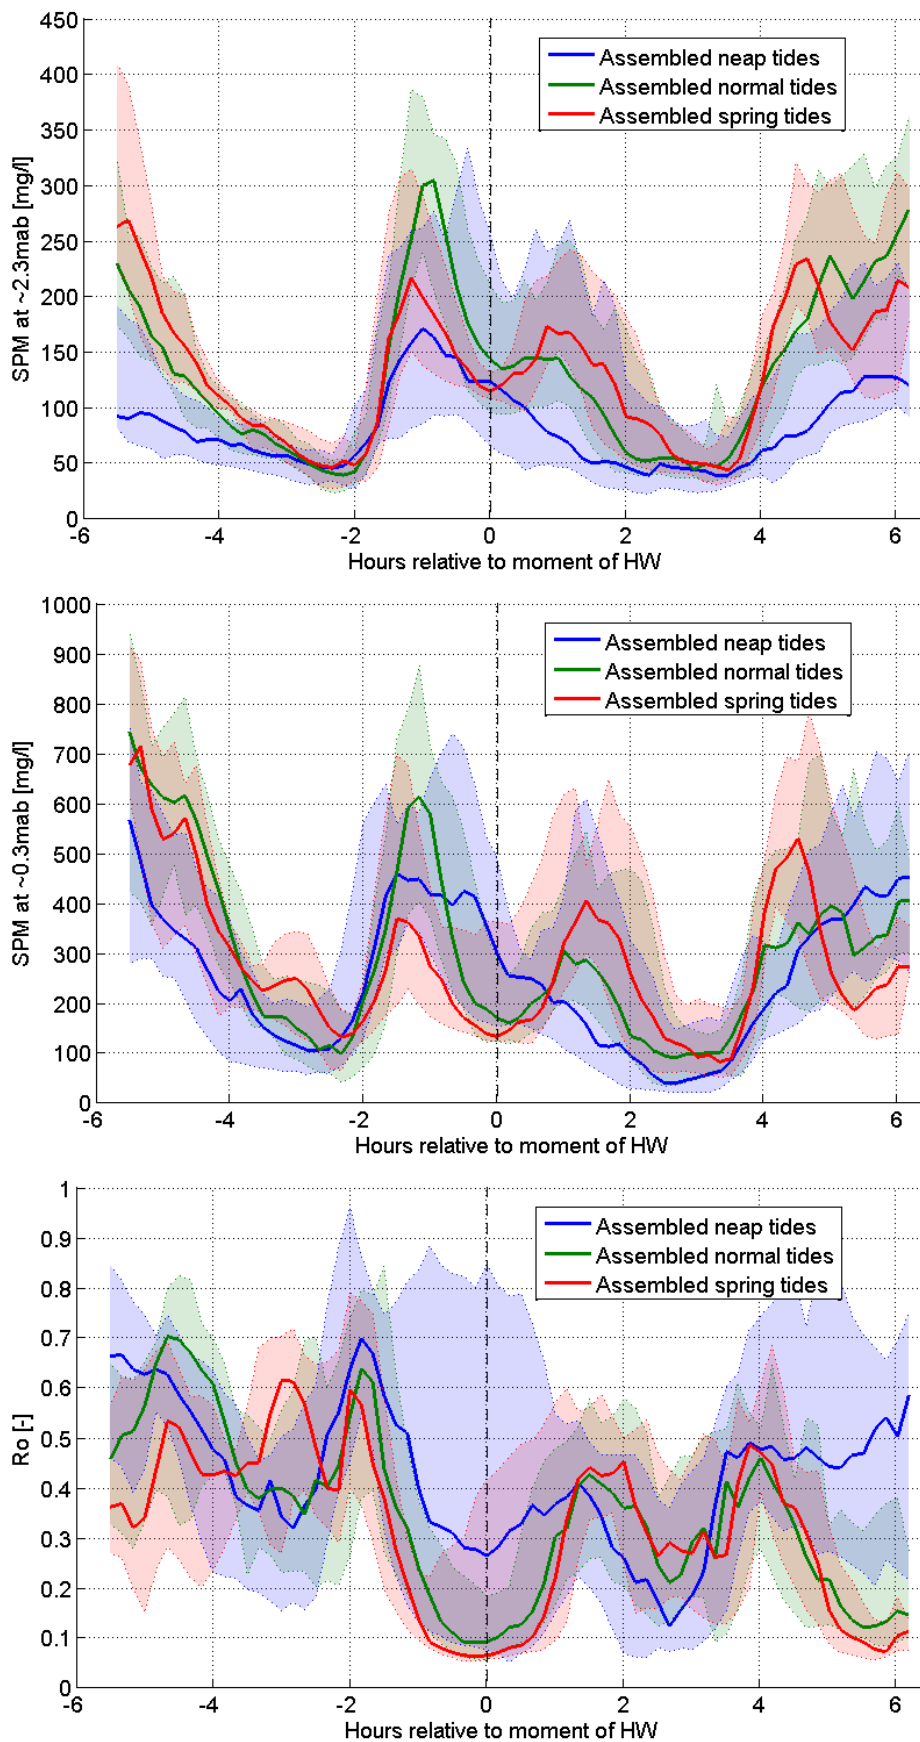 450
400
350
300
250
200
150
100
50
0
SPM at ~2.3mab [mg/l]
Assembled neap tides
Assembled normal tides
Assembled spring tides
-6 -4 -2 0 2 4 6
Hours relative to moment of HW
1000
900
800
700
600
500
400
300
200
100
0
SPM at ~0.3mab [mg/l]
Assembled neap tides
Assembled normal tides
Assembled spring tides
-6 -4 -2 0 2 4 6
Hours relative to moment of HW
1
0.9
0.8
0.7
0.6
0.5
0.4
0.3
0.2
0.1
0
Ro [-]
Assembled neap tides
Assembled normal tides
Assembled spring tides
-6 -4 -2 0 2 4 6
Hours relative to moment of HW